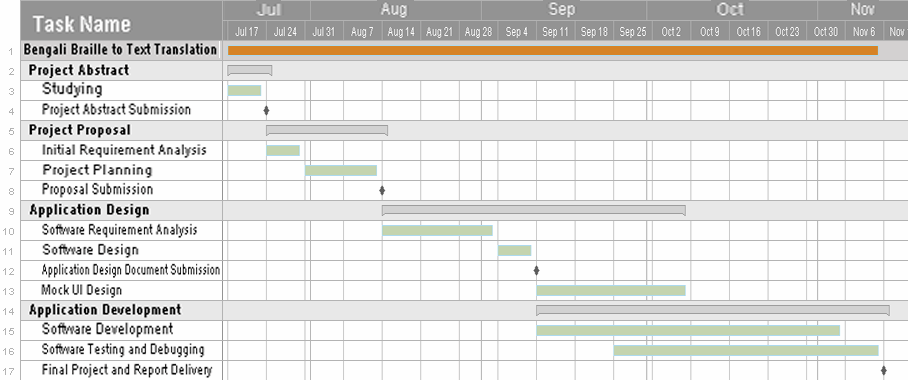 Task Name
Jul Aug Sep Oct Nov
Jul 17 Jul 24 Jul 31 Aug 7 Aug 14 Aug 21 Aug 28 Sep 4 Sep 11 Sep 18 Sep 25 Oct 2 Oct 9 Oct 16 Oct 23 Oct 30 Nov 6 Nov
1 Bengali Braille to Text Translation
2 Project Abstract
3 Studying
4 Project Abstract Submission
5 Project Proposal
6 Initial Requirement Analysis
7 Project Planning
8 Proposal Submission
9 Application Design
10 Software Requirement Analysis
11 Software Design
12 Application Design Document Submission
13 Mock UI Design
14 Application Development
15 Software Development
16 Software Testing and Debugging
17 Final Project and Report Delivery